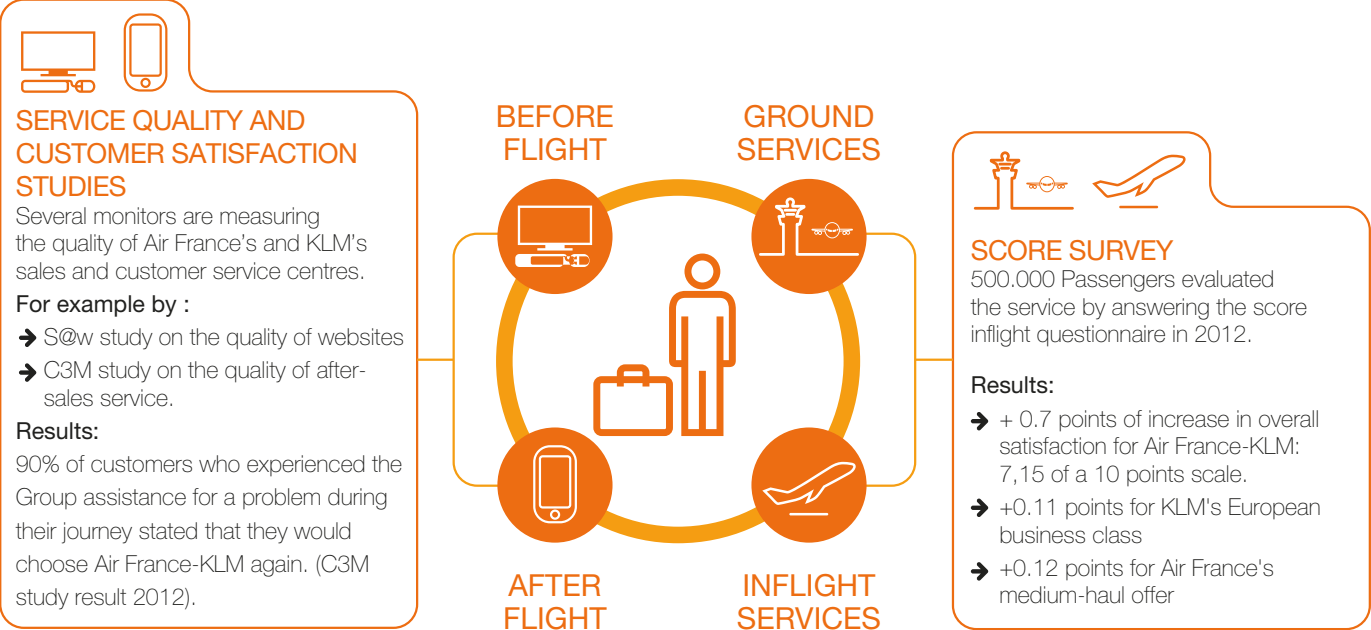 SERVICE QUALITY AND
CUSTOMER SATISFACTION
STUDIES
Several monitors are measuring
the quality of Air France's and KLM's
sales and customer service centres.
For example by :
➔ S@w study on the quality of websites
➔ C3M study on the quality of after-
sales service.
Results:
90% of customers who experienced the
Group assistance for a problem during
their journey stated that they would
choose Air France-KLM again. (C3M
study result 2012).
BEFORE
FLIGHT
GROUND
SERVICES
AFTER
FLIGHT
INFLIGHT
SERVICES
SCORE SURVEY
500.000 Passengers evaluated
the service by answering the score
inflight questionnaire in 2012.
Results:
➔ + 0.7 points of increase in overall
satisfaction for Air France-KLM:
7,15 of a 10 points scale.
➔ +0.11 points for KLM's European
business class
➔ +0.12 points for Air France's
medium-haul offer